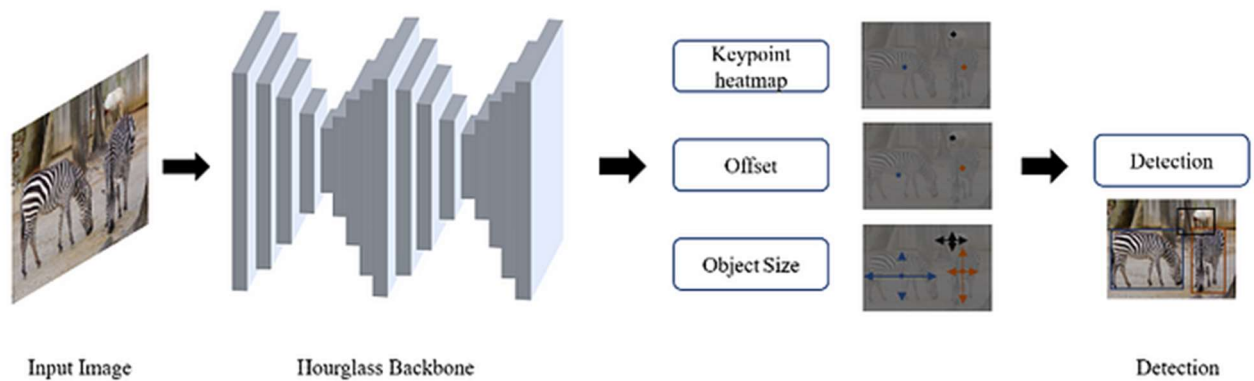 Keypoint
heatmap
Offset
Object Size
Detection
Input Image
Hourglass Backbone
Detection